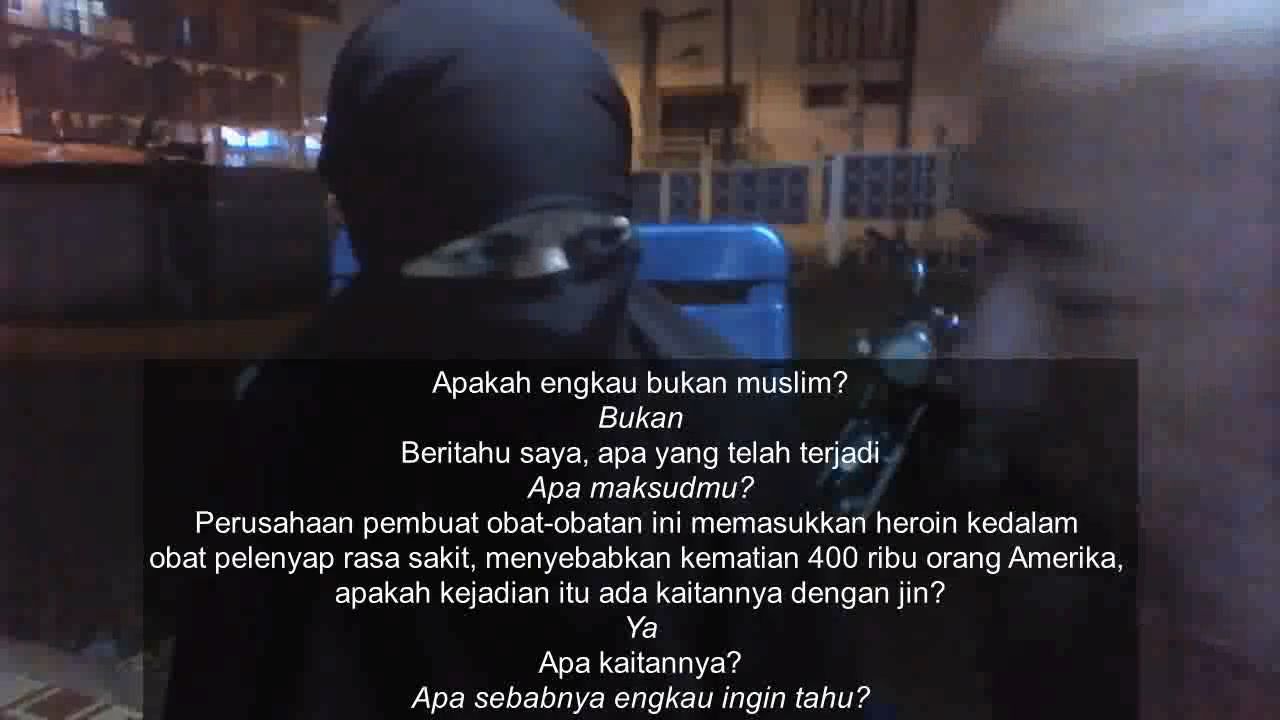 Apakah engkau bukan muslim?
Bukan
Beritahu saya, apa yang telah terjadi
Apa maksudmu?
Perusahaan pembuat obat-obatan ini memasukkan heroin kedalam
obat pelenyap rasa sakit, menyebabkan kematian 400 ribu orang Amerika,
apakah kejadian itu ada kaitannya dengan jin?
Ya
Apa kaitannya?
Apa sebabnya engkau ingin tahu?